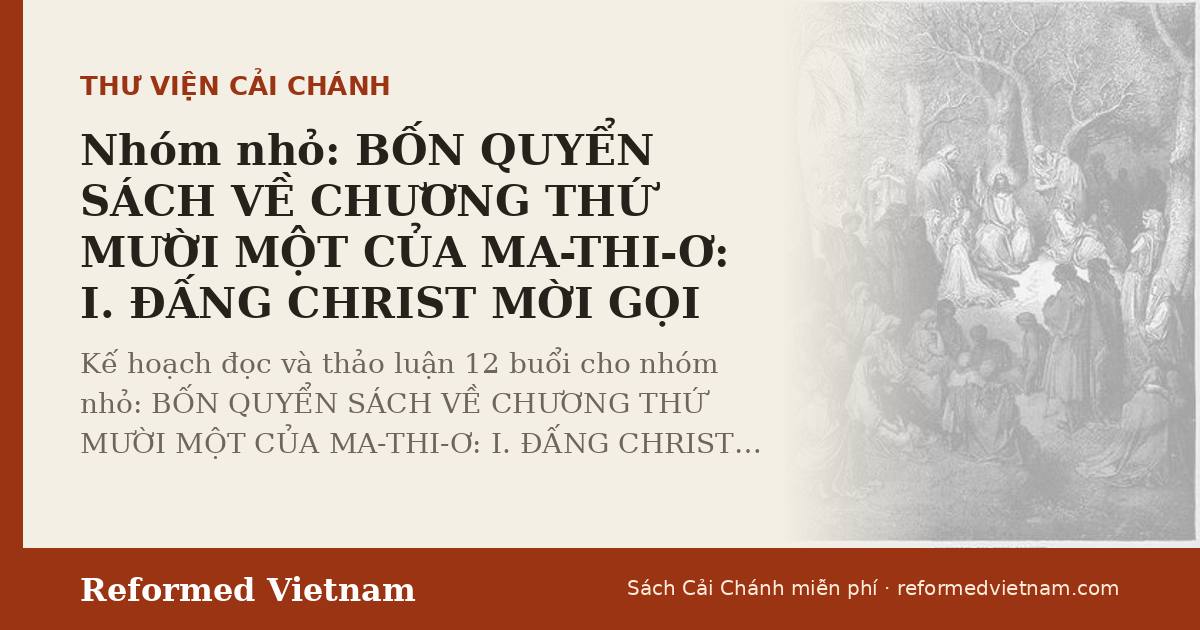 THƯ VIỆN CẢI CHÁNH
Nhóm nhỏ: BỐN QUYỂN
SÁCH VỀ CHƯƠNG THỨ
MƯỜI MỘT CỦA MA-THI-Ơ:
I. ĐẤNG CHRIST MỜI GỌI
Kế hoạch đọc và thảo luận 12 buổi cho nhóm
nhỏ: BỐN QUYỂN SÁCH VỀ CHƯƠNG THỨ
MƯỜI MỘT CỦA MA-THI-Ơ: I. ĐẤNG CHRIST…
Reformed Vietnam
Sách Cải Chánh miễn phí · reformedvietnam.com